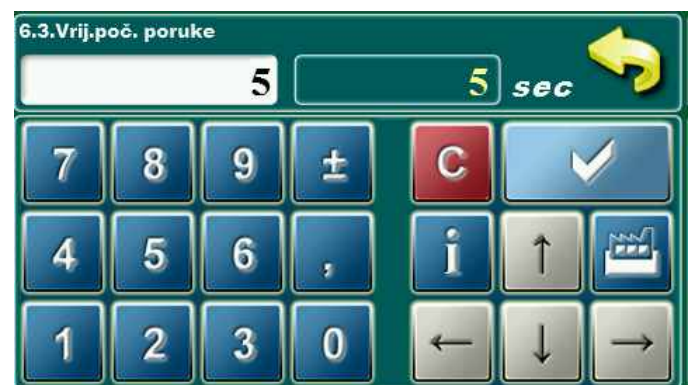 6.3.Vrij.poč. poruke
5 5 sec
7 8 9 ± C
4 5 6 , i ↑
1 2 3 0 ← ↓ →